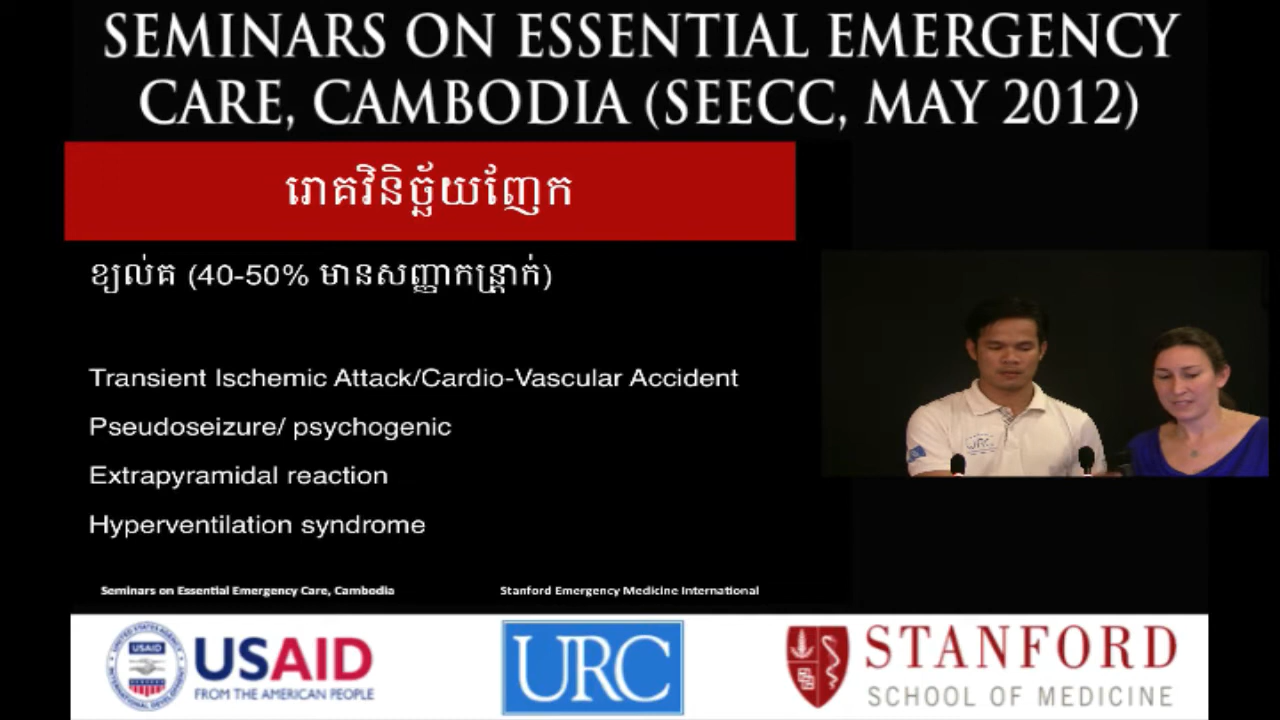 SEMINARS ON ESSENTIAL EMERGENCY
CARE, CAMBODIA (SEECC, MAY 2012)
រោគវិនិច្ឆ័យញែក
ខ្យល់គ (40-50% មានសញ្ញាកន្ត្រាក់)
Transient Ischemic Attack/Cardio-Vascular Accident
Pseudoseizure/ psychogenic
Extrapyramidal reaction
Hyperventilation syndrome
Seminars on Essential Emergency Care, Cambodia
Stanford Emergency Medicine International
USAID
USAID
FROM THE AMERICAN PEOPLE
URC
STANFORD
SCHOOL OF MEDICINE
URC